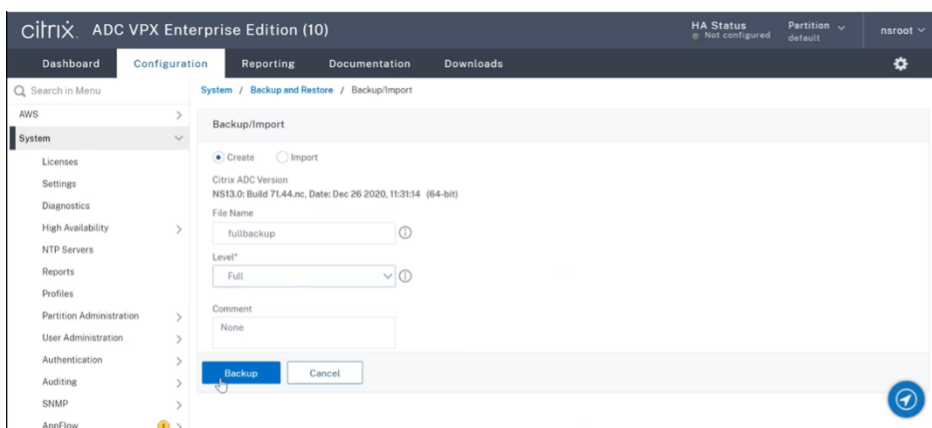 citrix. ADC VPX Enterprise Edition (10)
HA Status
Not configured
Partition
default
nsroot
Dashboard Configuration Reporting Documentation Downloads
Search in Menu
System / Backup and Restore / Backup/Import
AWS
System
Licenses
Settings
Diagnostics
High Availability
NTP Servers
Reports
Profiles
Partition Administration
User Administration
Authentication
Auditing
SNMP
AppFlow
Backup/Import
Create Import
Citrix ADC Version
NS13.0: Build 71.44.nc, Date: Dec 26 2020, 11:31:14 (64-bit)
File Name
fullbackup
Level*
Full
Comment
None
Backup Cancel